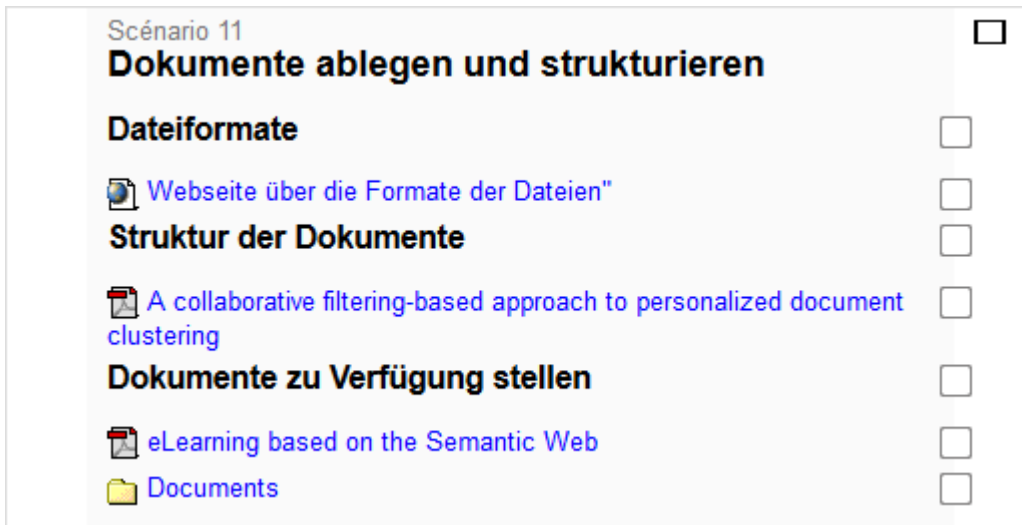 Scénario 11
Dokumente ablegen und strukturieren
Dateiformate
Webseite über die Formate der Dateien"
Struktur der Dokumente
A collaborative filtering-based approach to personalized document
clustering
Dokumente zu Verfügung stellen
eLearning based on the Semantic Web
Documents